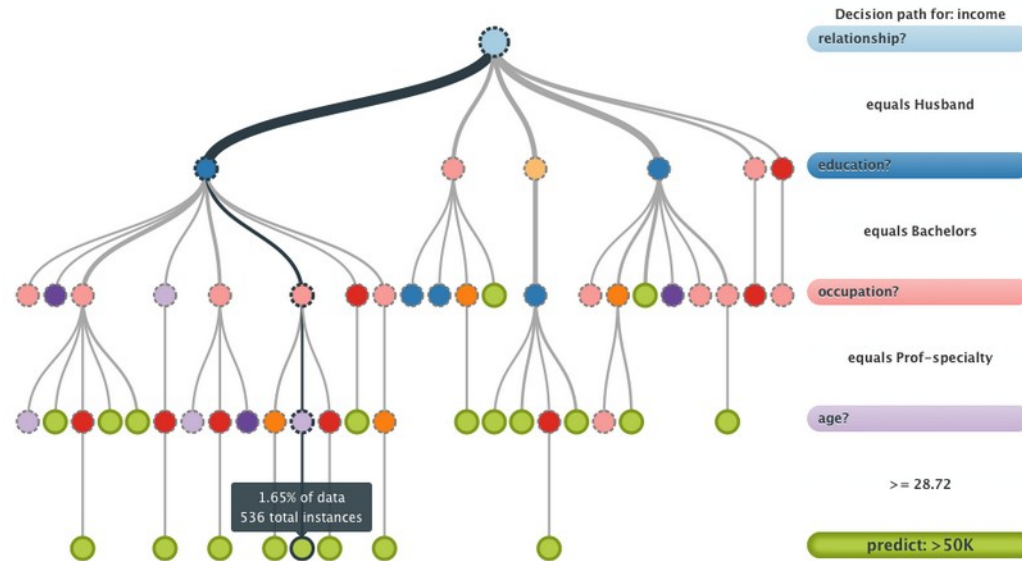 Decision path for: income
relationship?
equals Husband
education?
equals Bachelors
occupation?
equals Prof-specialty
age?
>= 28.72
predict: >50K
1.65% of data
536 total instances